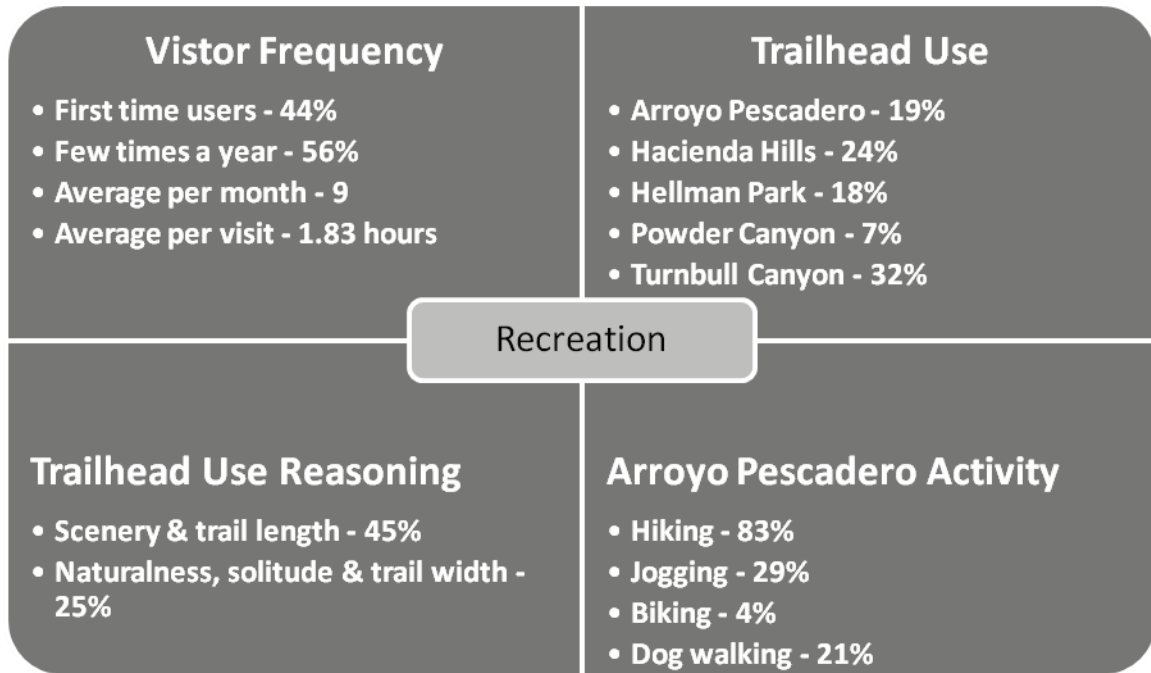 Vistor Frequency
• First time users - 44%
• Few times a year - 56%
• Average per month - 9
• Average per visit - 1.83 hours
Trailhead Use
• Arroyo Pescadero - 19%
• Hacienda Hills - 24%
• Hellman Park - 18%
• Powder Canyon - 7%
• Turnbull Canyon - 32%
Recreation
Trailhead Use Reasoning
• Scenery & trail length - 45%
• Naturalness, solitude & trail width -
25%
Arroyo Pescadero Activity
• Hiking - 83%
• Jogging - 29%
• Biking - 4%
• Dog walking - 21%